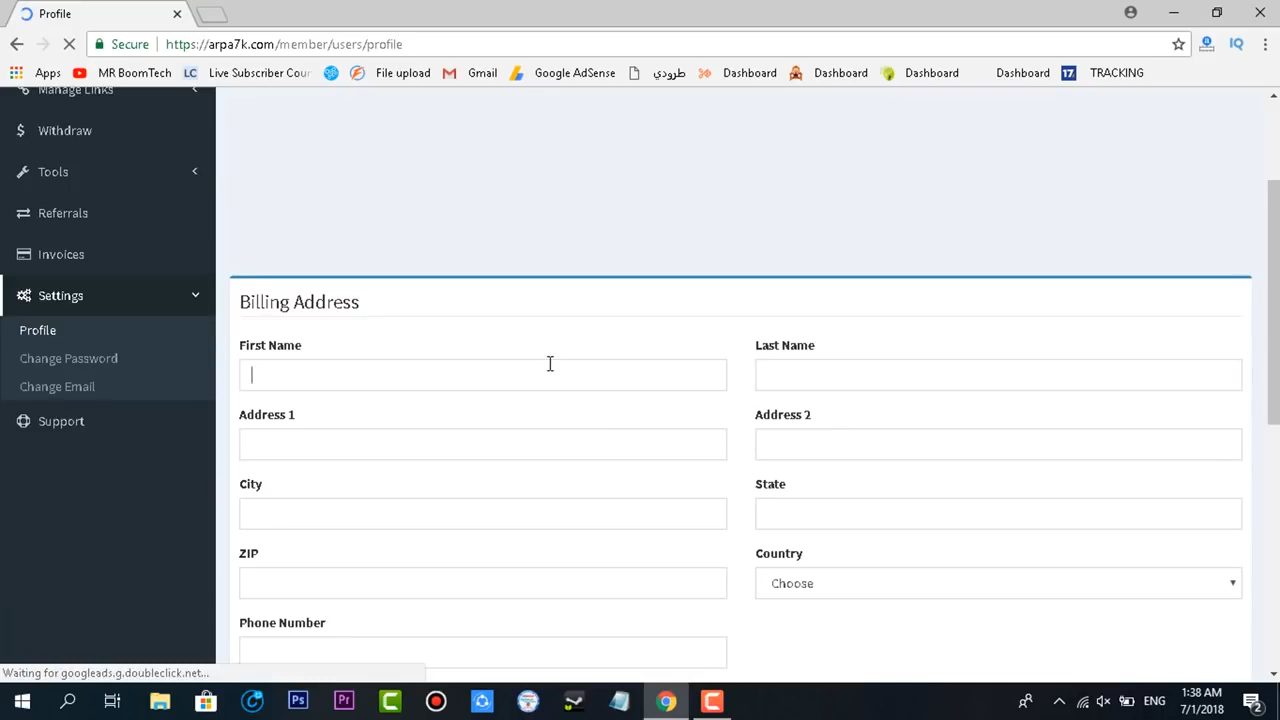 Profile
Secure https://arpa7k.com/member/users/profile
Apps MR BoomTech LC Live Subscriber Cour File upload Gmail Google AdSense طرودي Dashboard Dashboard Dashboard Dashboard 17 TRACKING
Manage Links
Withdraw
Tools
Referrals
Invoices
Settings
Profile
Change Password
Change Email
Support
Billing Address
First Name Last Name
Address 1 Address 2
City State
ZIP Country
Choose
Phone Number
Waiting for googleads.g.doubleclick.net...
Ps Pr ENG 1:38 AM
7/1/2018 2